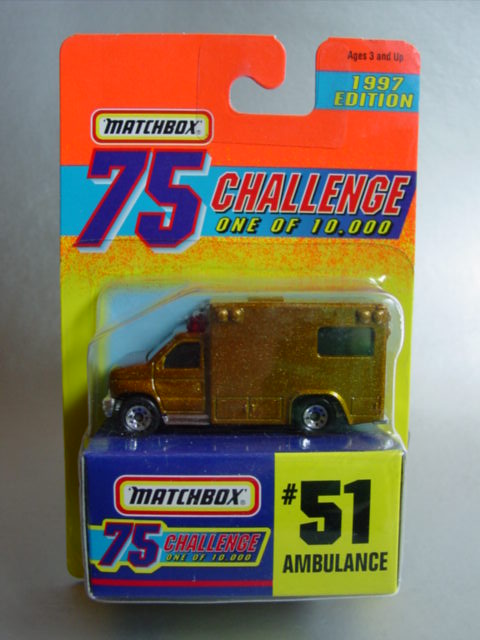 Ages 3 and Up
1997
EDITION
MATCHBOX
75 CHALLENGE
ONE OF 10.000
MATCHBOX
75 CHALLENGE
ONE OF 10.000
#51
AMBULANCE